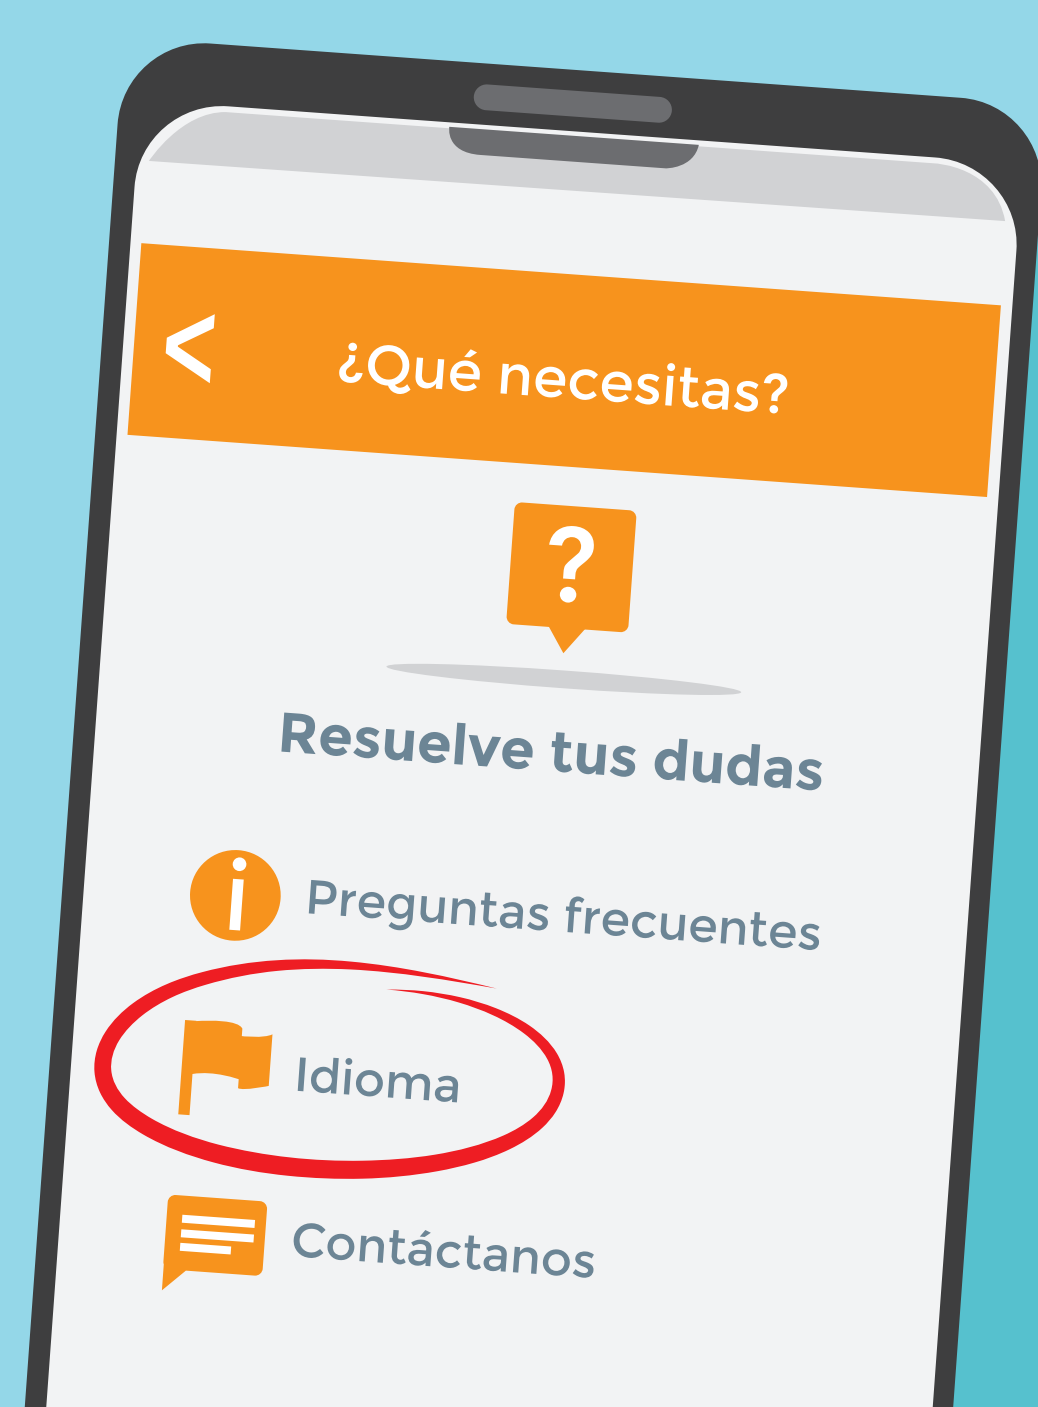 < ¿Qué necesitas?
?
Resuelve tus dudas
i Preguntas frecuentes
Idioma
Contáctanos